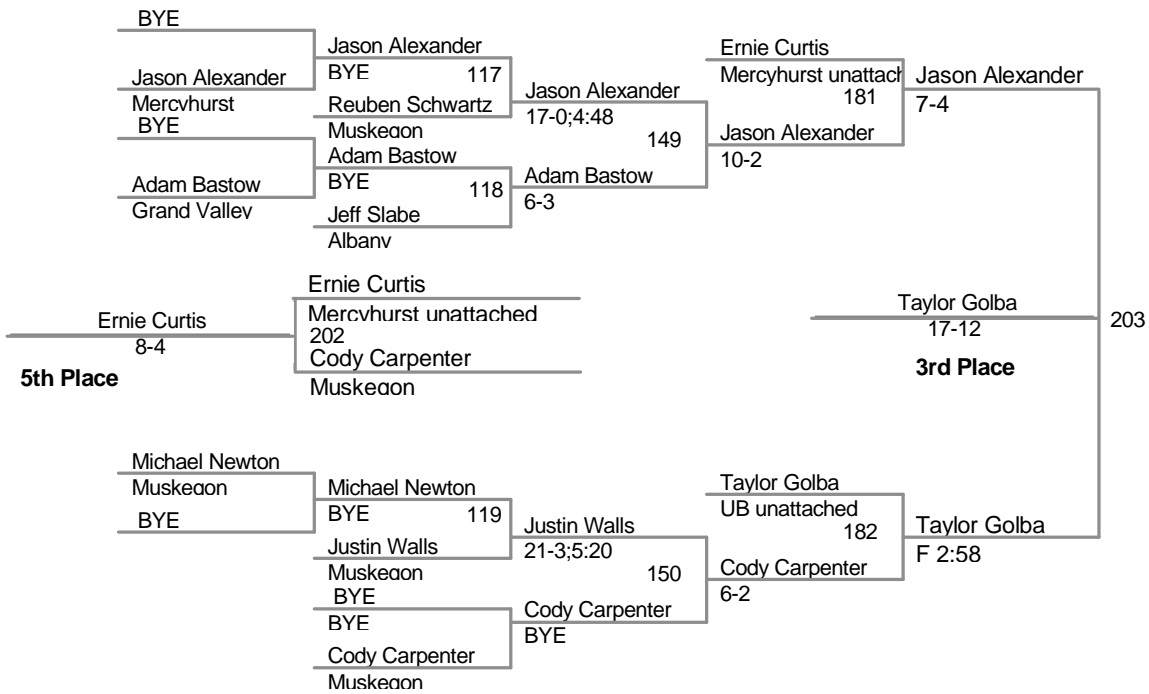 BYE
Jason Alexander
Mercyhurst
BYE
Adam Bastow
Grand Valley
Jason Alexander
BYE
117
Reuben Schwartz
Muskegon
Adam Bastow
BYE
118
Jeff Slabe
Albany
Jason Alexander
17-0;4:48
149
Adam Bastow
6-3
Ernie Curtis
Mercyhurst unattach
181
Jason Alexander
10-2
Jason Alexander
7-4
Ernie Curtis
8-4
5th Place
Ernie Curtis
Mercyhurst unattached
202
Cody Carpenter
Muskegon
Taylor Golba
17-12
3rd Place
203
Michael Newton
Muskegon
BYE
Michael Newton
BYE
119
Justin Walls
Muskegon
BYE
BYE
Cody Carpenter
Muskegon
Justin Walls
21-3;5:20
150
Cody Carpenter
BYE
Taylor Golba
UB unattached
182
Cody Carpenter
6-2
Taylor Golba
F 2:58